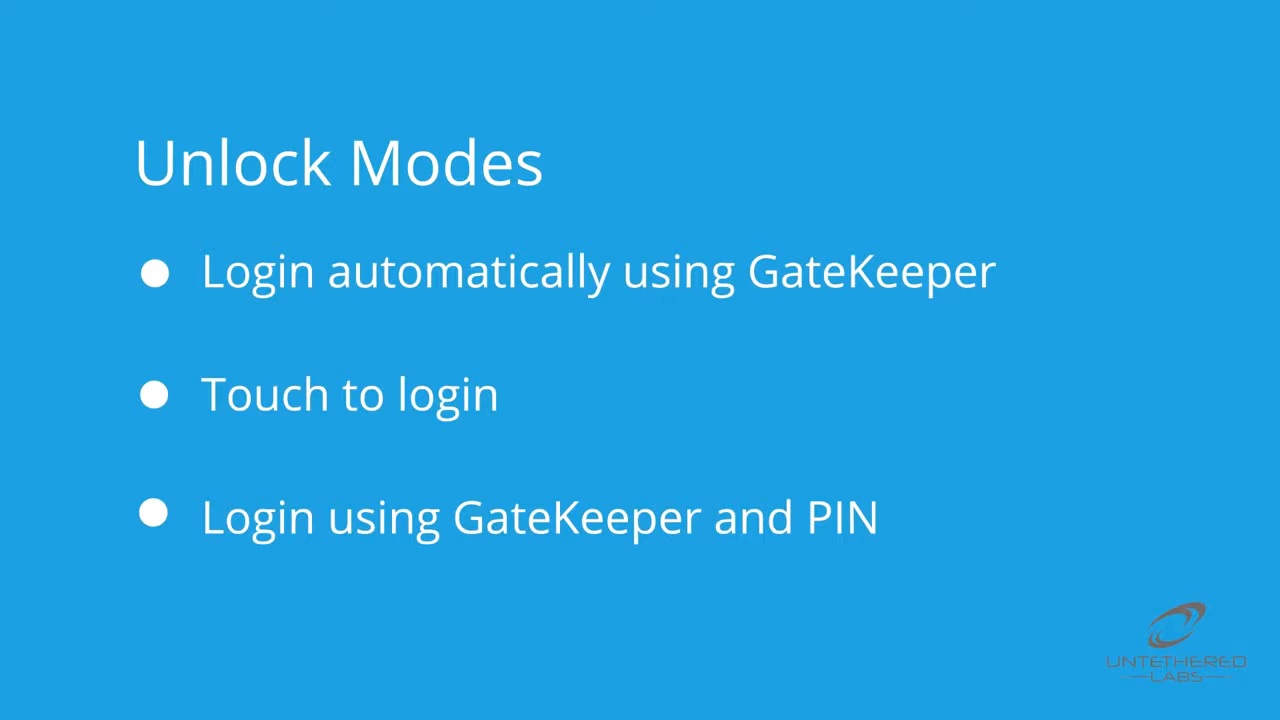 Unlock Modes
Login automatically using GateKeeper
Touch to login
Login using GateKeeper and PIN
UNTETHERED
LABS